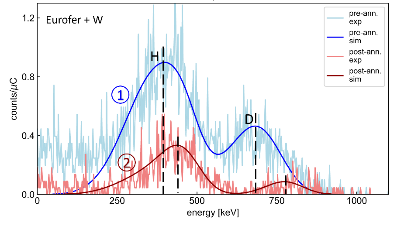 Eurofer + W
pre-ann.
exp
pre-ann.
sim
post-ann.
exp
post-ann.
sim
H
D
1
2
counts/μC
1.2
0.8
0.4
0.0
0
250
500
750
1000
energy [keV]